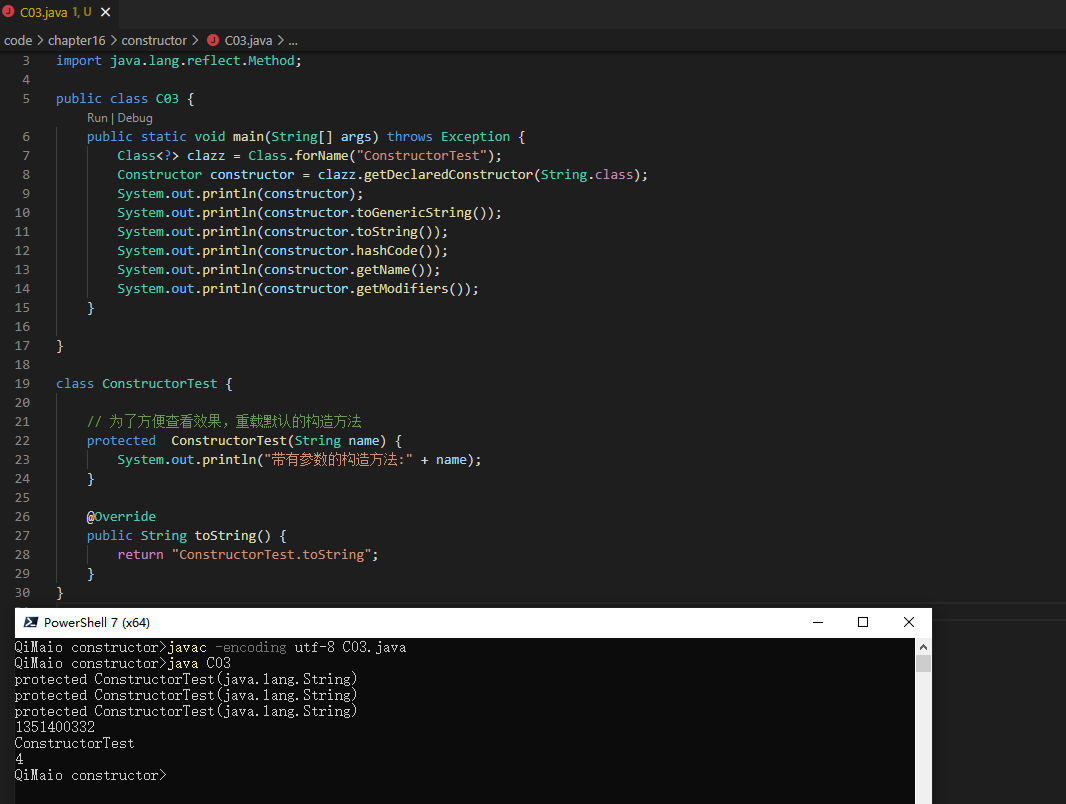 C03.java 1, U
code > chapter16 > constructor > C03.java > ...
3 import java.lang.reflect.Method;
4
5 public class C03 {
Run | Debug
6 public static void main(String[] args) throws Exception {
7 Class<?> clazz = Class.forName("ConstructorTest");
8 Constructor constructor = clazz.getDeclaredConstructor(String.class);
9 System.out.println(constructor);
10 System.out.println(constructor.toGenericString());
11 System.out.println(constructor.toString());
12 System.out.println(constructor.hashCode());
13 System.out.println(constructor.getName());
14 System.out.println(constructor.getModifiers());
15 }
16
17 }
18
19 class ConstructorTest {
20
21 // 为了方便查看效果，重载默认的构造方法
22 protected  ConstructorTest(String name) {
23 System.out.println("带有参数的构造方法:" + name);
24 }
25
26 @Override
27 public String toString() {
28 return "ConstructorTest.toString";
29 }
30 }
PowerShell 7 (x64)
QiMaio constructor>javac -encoding utf-8 C03.java
QiMaio constructor>java C03
protected ConstructorTest(java.lang.String)
protected ConstructorTest(java.lang.String)
protected ConstructorTest(java.lang.String)
1351400332
ConstructorTest
4
QiMaio constructor>